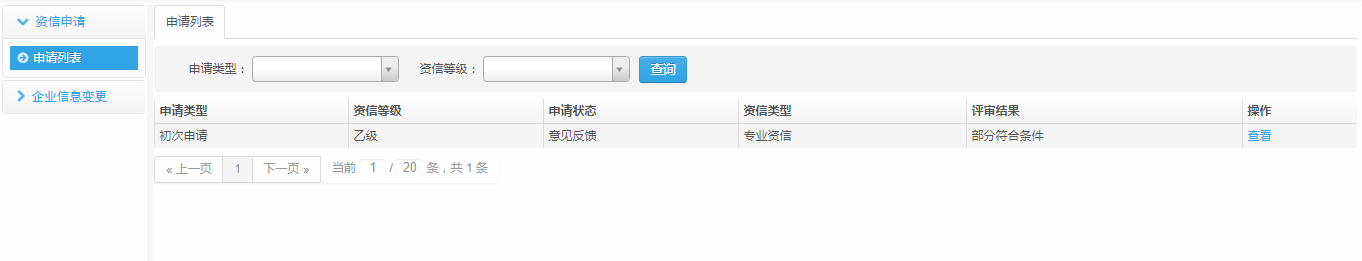 资信申请
申请列表
企业信息变更
申请列表
申请类型： 资信等级： 查询
申请类型 资信等级 申请状态 资信类型 评审结果 操作
初次申请 乙级 意见反馈 专业资信 部分符合条件 查看
« 上一页 1 下一页 » 当前 1 / 20 条，共 1 条